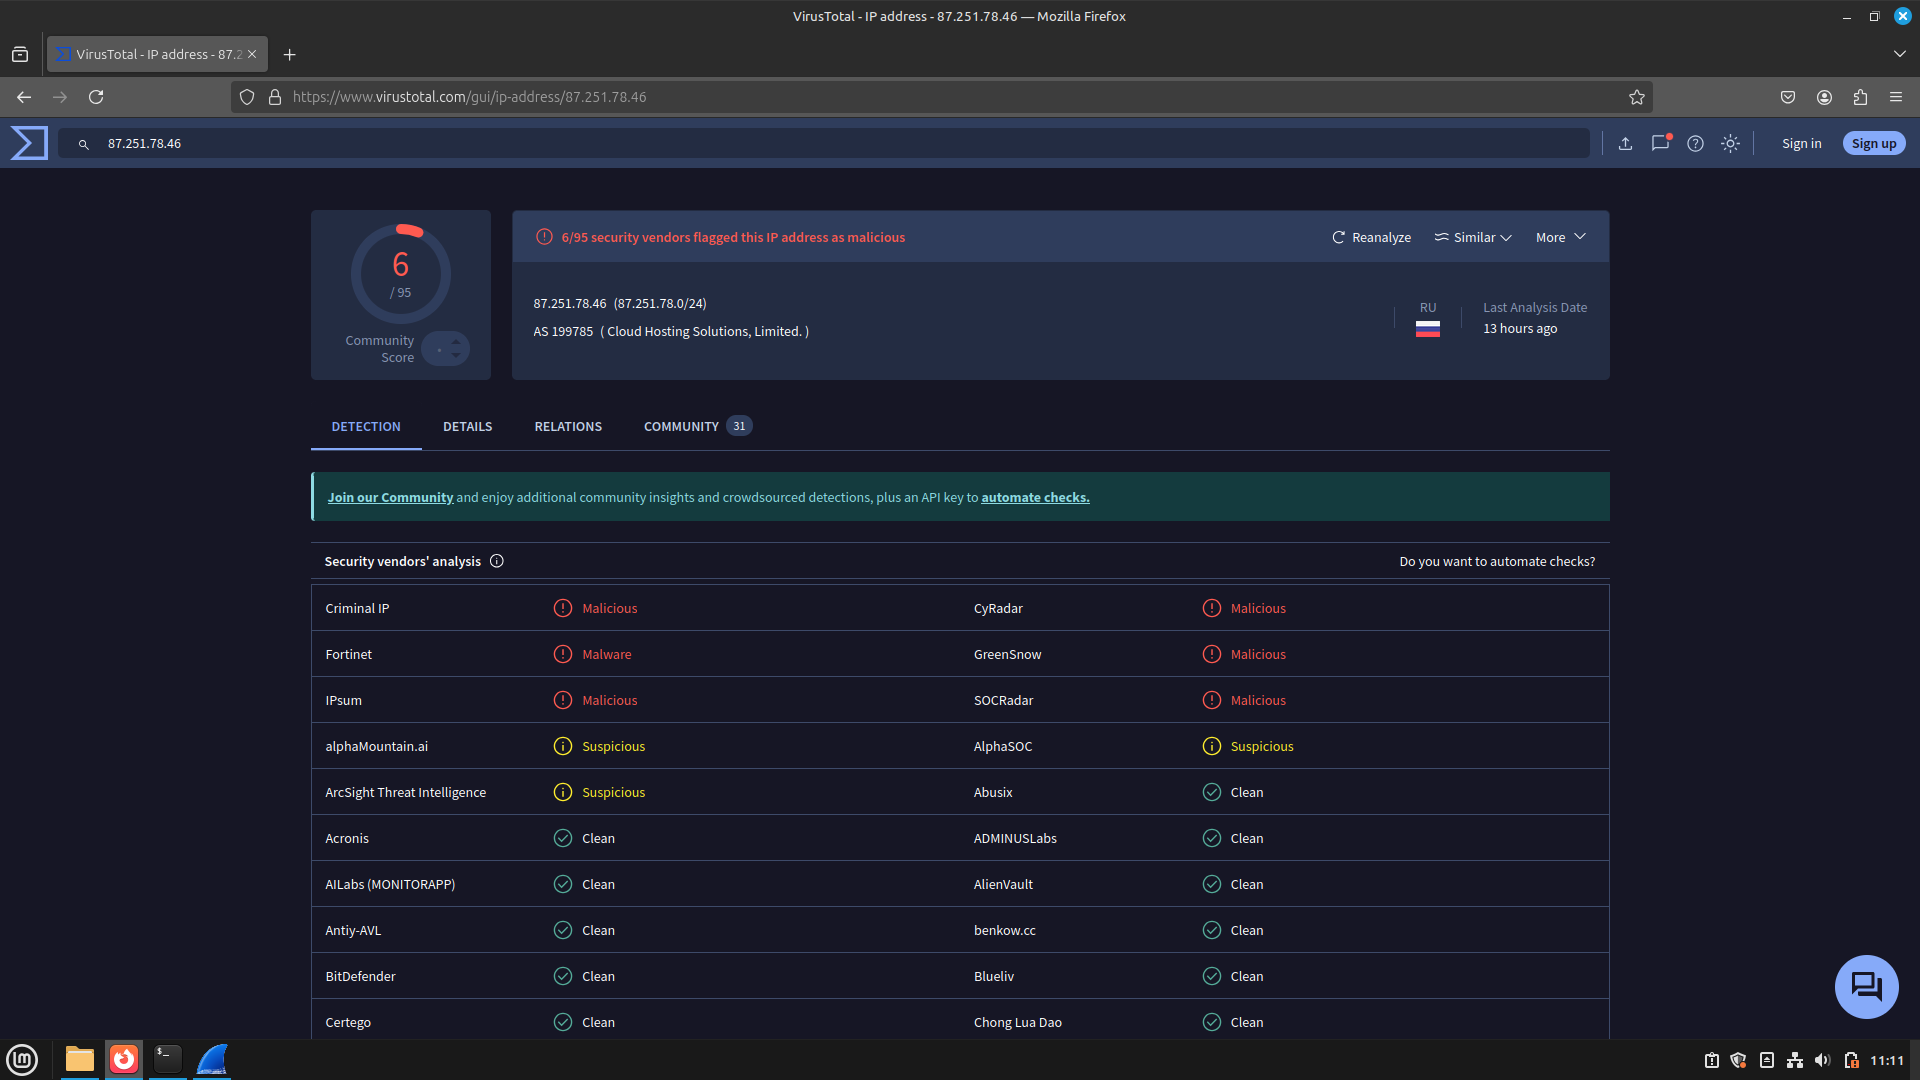 VirusTotal - IP address - 87.251.78.46 — Mozilla Firefox
VirusTotal - IP address - 87.2
https://www.virustotal.com/gui/ip-address/87.251.78.46
87.251.78.46
Sign in
Sign up
6
/ 95
Community Score
6/95 security vendors flagged this IP address as malicious
Reanalyze
Similar
More
87.251.78.46 (87.251.78.0/24)
AS 199785 ( Cloud Hosting Solutions, Limited. )
RU
Last Analysis Date
13 hours ago
DETECTION
DETAILS
RELATIONS
COMMUNITY 31
Join our Community and enjoy additional community insights and crowdsourced detections, plus an API key to automate checks.
Security vendors' analysis
Do you want to automate checks?
Criminal IP Malicious CyRadar Malicious
Fortinet Malware GreenSnow Malicious
IPsum Malicious SOCRadar Malicious
alphaMountain.ai Suspicious AlphaSOC Suspicious
ArcSight Threat Intelligence Suspicious Abusix Clean
Acronis Clean ADMINUSLabs Clean
AILabs (MONITORAPP) Clean AlienVault Clean
Antiy-AVL Clean benkow.cc Clean
BitDefender Clean Blueliv Clean
Certego Clean Chong Lua Dao Clean
11:11